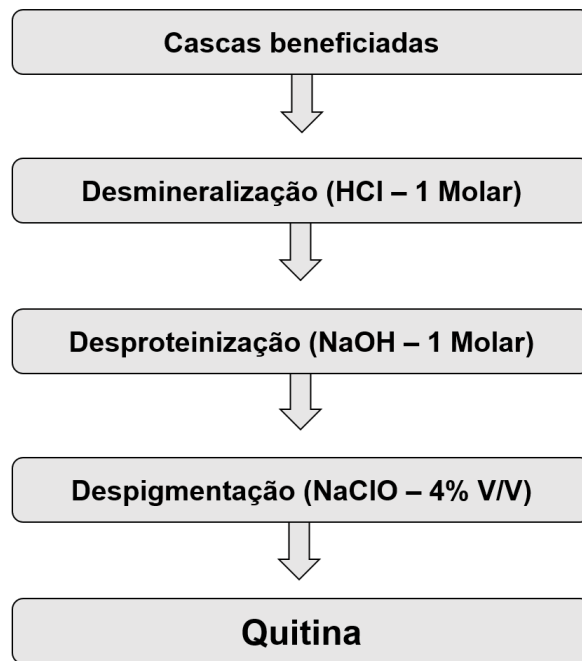 Cascas beneficiadas
Desmineralização (HCl – 1 Molar)
Desproteinização (NaOH – 1 Molar)
Despigmentação (NaClO – 4% V/V)
Quitina